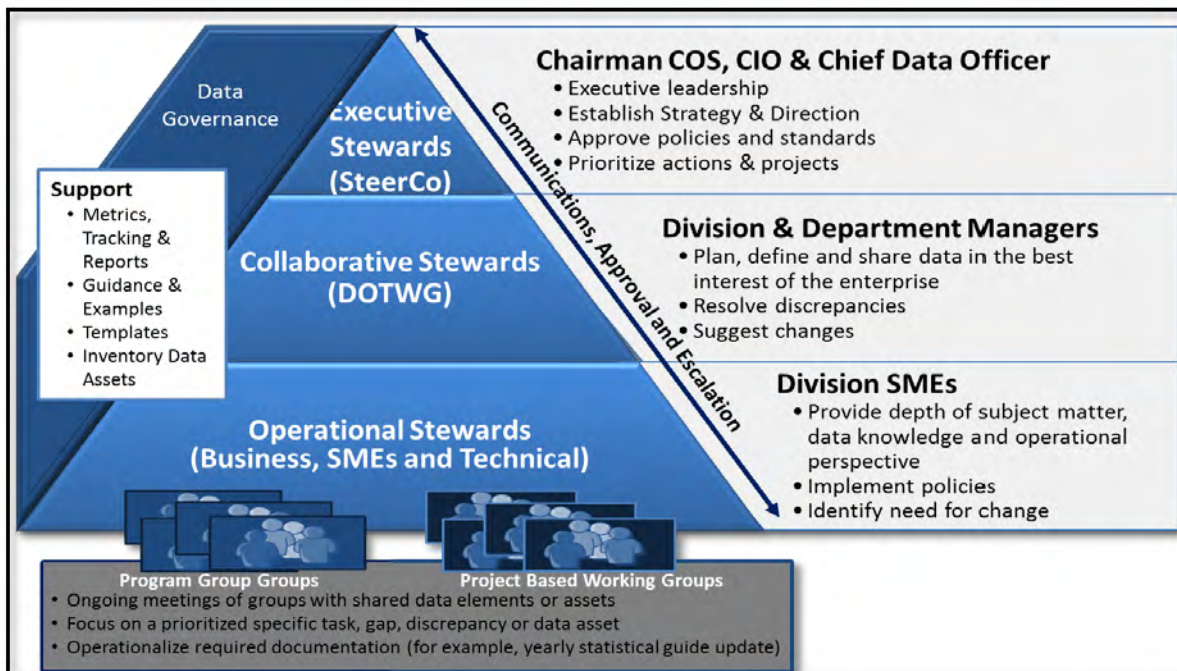 Data
Governance
Support
• Metrics,
Tracking &
Reports
• Guidance &
Examples
• Templates
• Inventory Data
Assets
Executive
Stewards
(SteerCo)
Collaborative Stewards
(DOTWG)
Operational Stewards
(Business, SMEs and Technical)
Communications, Approval and Escalation
Chairman COS, CIO & Chief Data Officer
• Executive leadership
• Establish Strategy & Direction
• Approve policies and standards
• Prioritize actions & projects
Division & Department Managers
• Plan, define and share data in the best
interest of the enterprise
• Resolve discrepancies
• Suggest changes
Division SMEs
• Provide depth of subject matter,
data knowledge and operational
perspective
• Implement policies
• Identify need for change
Program Group Groups
Project Based Working Groups
• Ongoing meetings of groups with shared data elements or assets
• Focus on a prioritized specific task, gap, discrepancy or data asset
• Operationalize required documentation (for example, yearly statistical guide update)